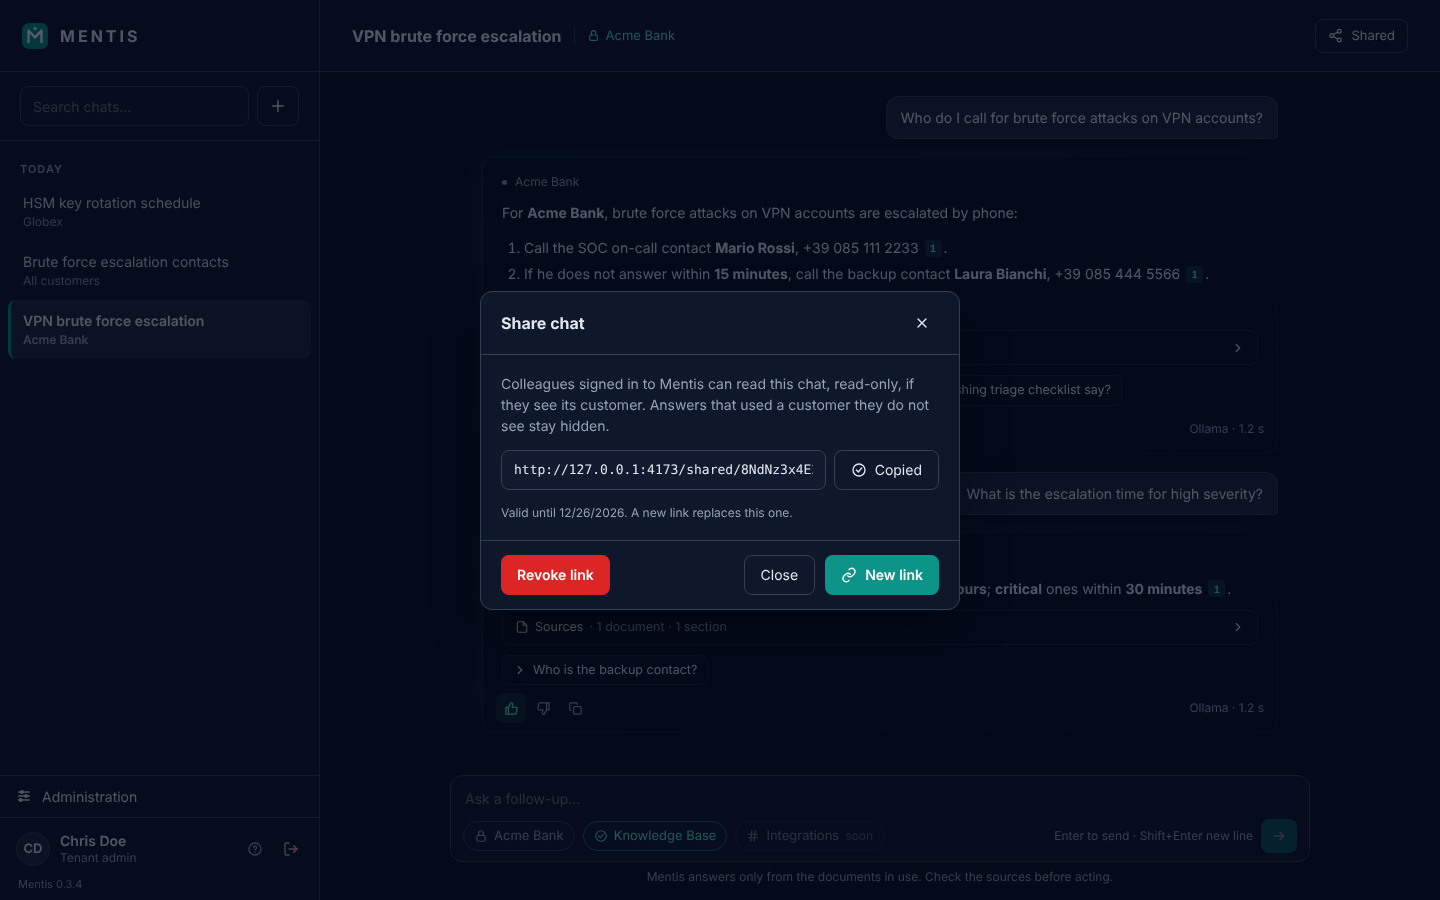 MENTIS
VPN brute force escalation
Acme Bank
Shared
Search chats...
TODAY
HSM key rotation schedule
Globex
Brute force escalation contacts
All customers
VPN brute force escalation
Acme Bank
Who do I call for brute force attacks on VPN accounts?
Acme Bank
For Acme Bank, brute force attacks on VPN accounts are escalated by phone:
1. Call the SOC on-call contact Mario Rossi, +39 085 111 2233 1 .
2. If he does not answer within 15 minutes, call the backup contact Laura Bianchi, +39 085 444 5566 1 .
triage checklist say?
Ollama · 1.2 s
Share chat
Colleagues signed in to Mentis can read this chat, read-only, if
they see its customer. Answers that used a customer they do not
see stay hidden.
http://127.0.0.1:4173/shared/8NdNz3x4E
Copied
Valid until 12/26/2026. A new link replaces this one.
Revoke link
Close
New link
What is the escalation time for high severity?
; critical ones within 30 minutes 1 .
Sources · 1 document · 1 section
Who is the backup contact?
Ollama · 1.2 s
Ask a follow-up...
Acme Bank
Knowledge Base
Integrations soon
Enter to send · Shift+Enter new line
Mentis answers only from the documents in use. Check the sources before acting.
Administration
CD
Chris Doe
Tenant admin
Mentis 0.3.4